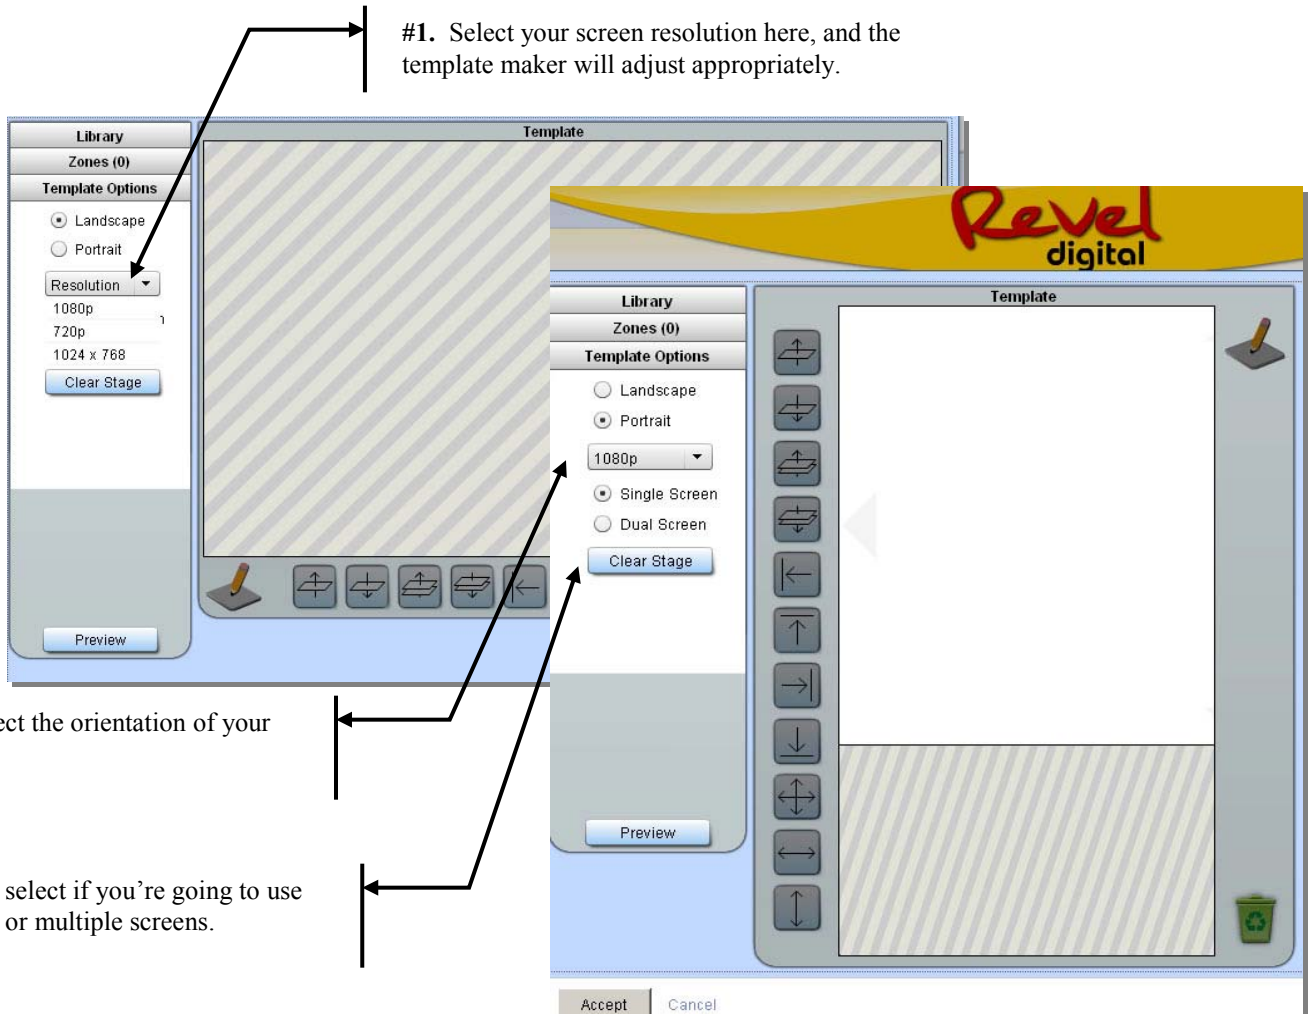 #1. Select your screen resolution here, and the
template maker will adjust appropriately.
Library
Zones (0)
Template Options
Landscape
Portrait
Resolution
1080p
720p
1024 x 768
Clear Stage
Preview
Template
Revel
digital
Library
Zones (0)
Template Options
Landscape
Portrait
1080p
Single Screen
Dual Screen
Clear Stage
Preview
Template
Accept Cancel
the orientation of your
select if you’re going to use
or multiple screens.